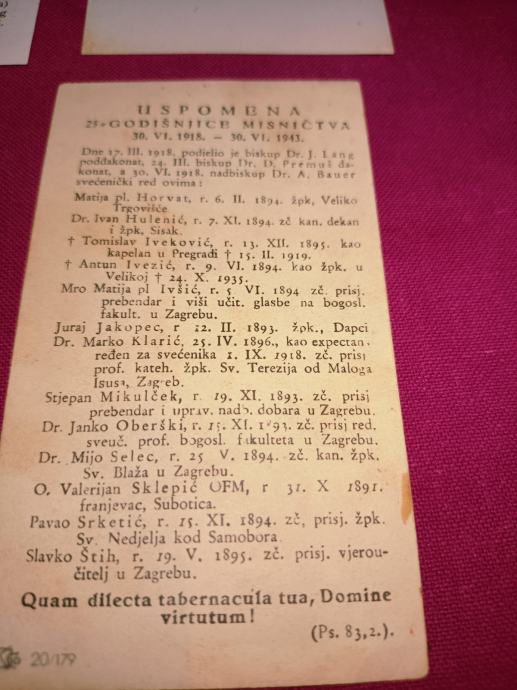 USPOMENA
25-GODIŠNJICE MISNIČTVA
30. VI. 1918. — 30. VI. 1943.
Dne 17. III. 1918. podielio je biskup Dr. J. Lang
poddakonat, 24. III. biskup Dr. D. Premuš da-
konat, a 30. VI. 1918. nadbiskup Dr. A. Bauer
svećenički red ovima:
Matija pl. Horvat, r. 6. II. 1894. žpk, Veliko
Trgovišće.
Dr. Ivan Hulenić, r. 7. XI. 1894. zč kan. dekan
i žpk, Sisak.
† Tomislav Iveković, r. 13. XII. 1895. kao
kapelan u Pregradi † 15. II. 1919.
† Antun Ivezić, r. 9. VI. 1894. kao žpk. u
Velikoj † 24. X. 1935.
Mro Matija pl Ivšić, r. 5 VI. 1894 zč. prisj.
prebendar i viši učit. glasbe na bogosl.
fakult. u Zagrebu.
Juraj Jakopec, r 22. II. 1893. žpk., Dapci
Dr. Marko Klarić, 25. IV. 1896., kao expectan.
ređen za svećenika 1. IX. 1918. zč. prisj
prof. kateh. žpk. Sv. Terezija od Maloga
Isusa, Zagreb.
Stjepan Mikulček, r. 19. XI. 1893. zč. prisj
prebendar i uprav. nadb. dobara u Zagrebu.
Dr. Janko Oberški, r. 15. XI. 1893. zč. prisj red.
sveuč. prof. bogosl. fakulteta u Zagrebu.
Dr. Mijo Selec, r. 25 V. 1894. zč. kan. žpk.
Sv. Blaža u Zagrebu.
O. Valerijan Sklepić OFM, r 31. X 1891.
franjevac, Subotica.
Pavao Srketić, r. 15. XI. 1894. zč, prisj. žpk.
Sv. Nedjelja kod Samobora.
Slavko Štih, r. 19. V. 1895. zč. prisj. vjerou-
čitelj u Zagrebu.
Quam dilecta tabernacula tua, Domine
virtutum!
(Ps. 83,2.).
20/179